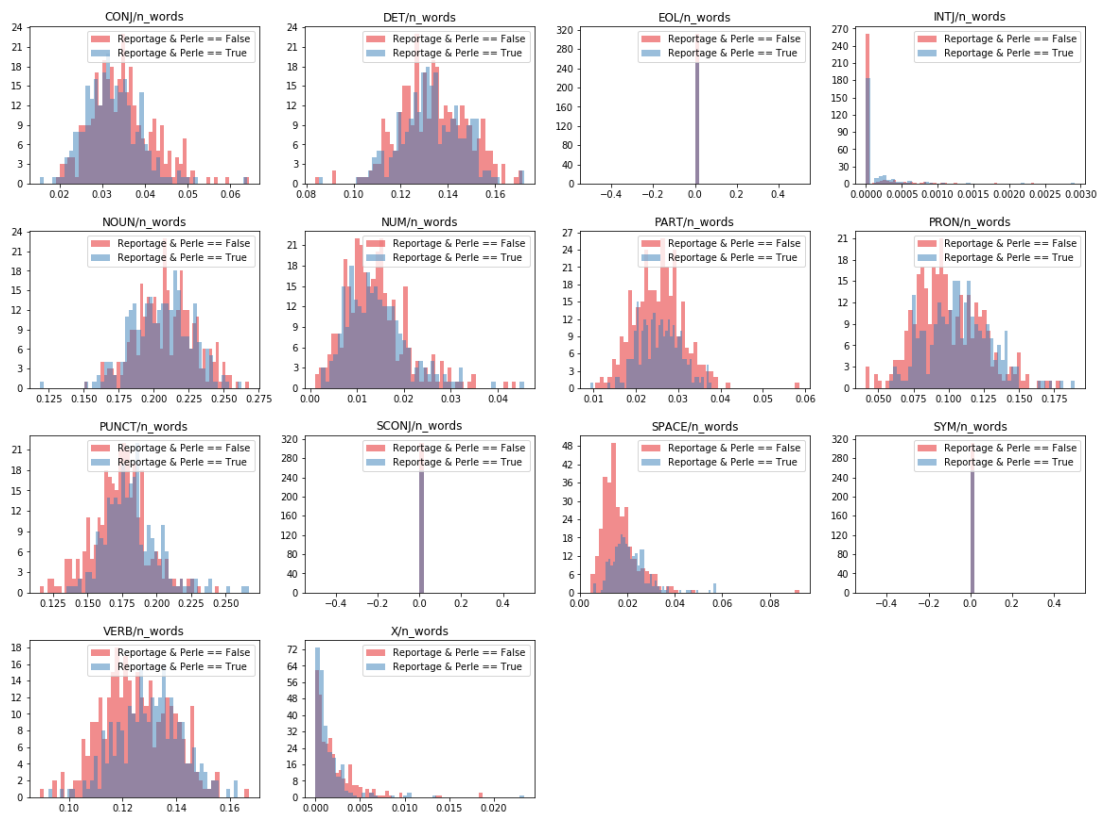 CONJ/n_words
Reportage & Perle == False
Reportage & Perle == True
24
21
18
15
12
9
6
3
0
0.02 0.03 0.04 0.05 0.06
DET/n_words
Reportage & Perle == False
Reportage & Perle == True
24
21
18
15
12
9
6
3
0
0.08 0.10 0.12 0.14 0.16
EOL/n_words
Reportage & Perle == False
Reportage & Perle == True
320
280
240
200
160
120
80
40
0
−0.4 −0.2 0.0 0.2 0.4
INTJ/n_words
Reportage & Perle == False
Reportage & Perle == True
270
240
210
180
150
120
90
60
30
0
0.0000 0.0005 0.0010 0.0015 0.0020 0.0025 0.0030
NOUN/n_words
Reportage & Perle == False
Reportage & Perle == True
24
21
18
15
12
9
6
3
0
0.125 0.150 0.175 0.200 0.225 0.250 0.275
NUM/n_words
Reportage & Perle == False
Reportage & Perle == True
21
18
15
12
9
6
3
0
0.00 0.01 0.02 0.03 0.04
PART/n_words
Reportage & Perle == False
Reportage & Perle == True
27
24
21
18
15
12
9
6
3
0
0.01 0.02 0.03 0.04 0.05 0.06
PRON/n_words
Reportage & Perle == False
Reportage & Perle == True
21
18
15
12
9
6
3
0
0.050 0.075 0.100 0.125 0.150 0.175
PUNCT/n_words
Reportage & Perle == False
Reportage & Perle == True
21
18
15
12
9
6
3
0
0.125 0.150 0.175 0.200 0.225 0.250
SCONJ/n_words
Reportage & Perle == False
Reportage & Perle == True
320
280
240
200
160
120
80
40
0
−0.4 −0.2 0.0 0.2 0.4
SPACE/n_words
Reportage & Perle == False
Reportage & Perle == True
48
42
36
30
24
18
12
6
0
0.00 0.02 0.04 0.06 0.08
SYM/n_words
Reportage & Perle == False
Reportage & Perle == True
320
280
240
200
160
120
80
40
0
−0.4 −0.2 0.0 0.2 0.4
VERB/n_words
Reportage & Perle == False
Reportage & Perle == True
18
16
14
12
10
8
6
4
2
0
0.10 0.12 0.14 0.16
X/n_words
Reportage & Perle == False
Reportage & Perle == True
72
64
56
48
40
32
24
16
8
0
0.000 0.005 0.010 0.015 0.020